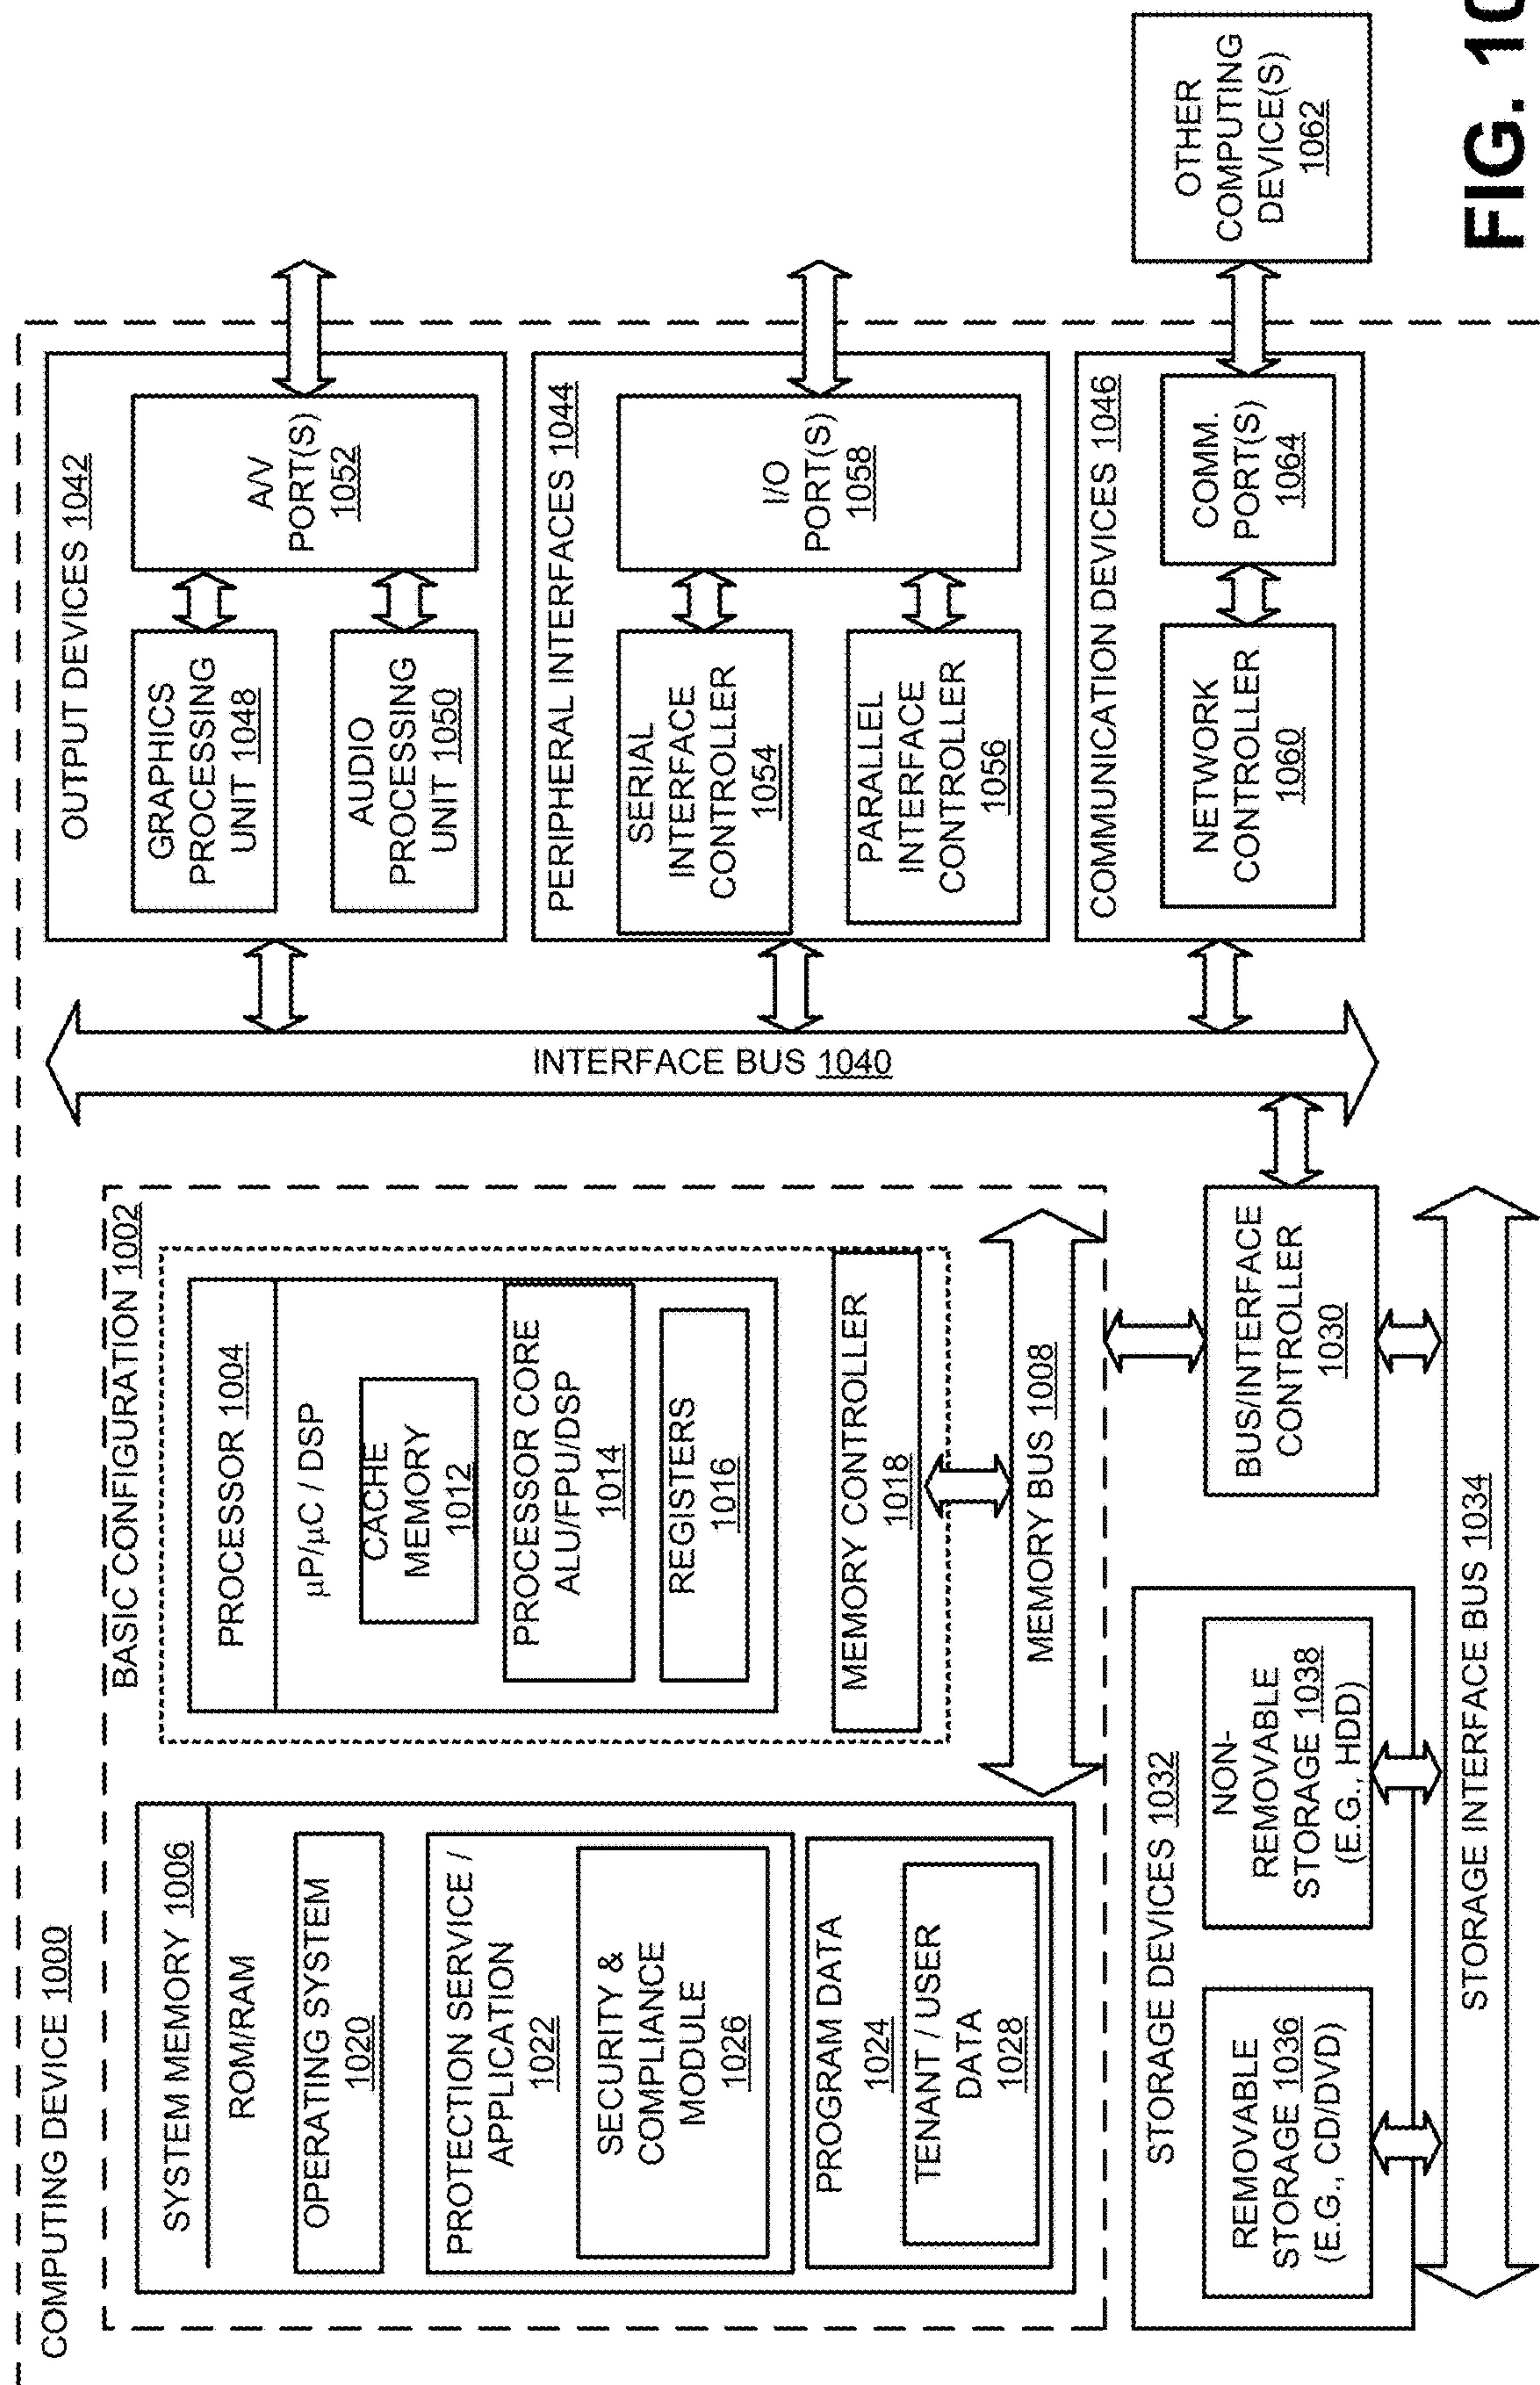 COMPUTING DEVICE 1000
BASIC CONFIGURATION 1002
SYSTEM MEMORY 1006
ROM/RAM
OPERATING SYSTEM
1020
PROTECTION SERVICE /
APPLICATION
1022
SECURITY &
COMPLIANCE
MODULE
1026
PROGRAM DATA
1024
TENANT / USER
DATA
1028
PROCESSOR 1004
µP/µC / DSP
CACHE
MEMORY
1012
PROCESSOR CORE
ALU/FPU/DSP
1014
REGISTERS
1016
MEMORY CONTROLLER
1018
MEMORY BUS 1008
BUS/INTERFACE
CONTROLLER
1030
STORAGE DEVICES 1032
REMOVABLE
STORAGE 1036
(E.G., CD/DVD)
NON-
REMOVABLE
STORAGE 1038
(E.G., HDD)
STORAGE INTERFACE BUS 1034
INTERFACE BUS 1040
OUTPUT DEVICES 1042
GRAPHICS
PROCESSING
UNIT 1048
AUDIO
PROCESSING
UNIT 1050
A/V
PORT(S)
1052
PERIPHERAL INTERFACES 1044
SERIAL
INTERFACE
CONTROLLER
1054
PARALLEL
INTERFACE
CONTROLLER
1056
I/O
PORT(S)
1058
COMMUNICATION DEVICES 1046
NETWORK
CONTROLLER
1060
COMM.
PORT(S)
1064
OTHER
COMPUTING
DEVICE(S)
1062
FIG. 10